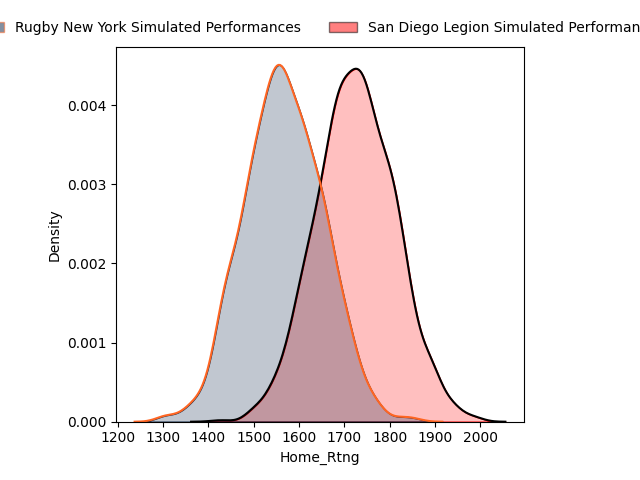 Rugby New York Simulated Performances San Diego Legion Simulated Performan
Density
0.004
0.003
0.002
0.001
0.000
1200 1300 1400 1500 1600 1700 1800 1900 2000
Home_Rtng